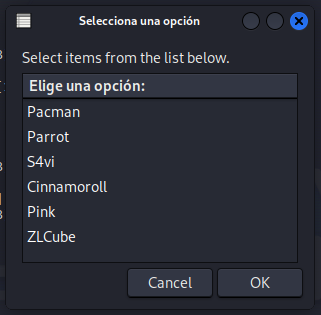 Selecciona una opción
Select items from the list below.
Elige una opción:
Pacman
Parrot
S4vi
Cinnamoroll
Pink
ZLCube
Cancel
OK